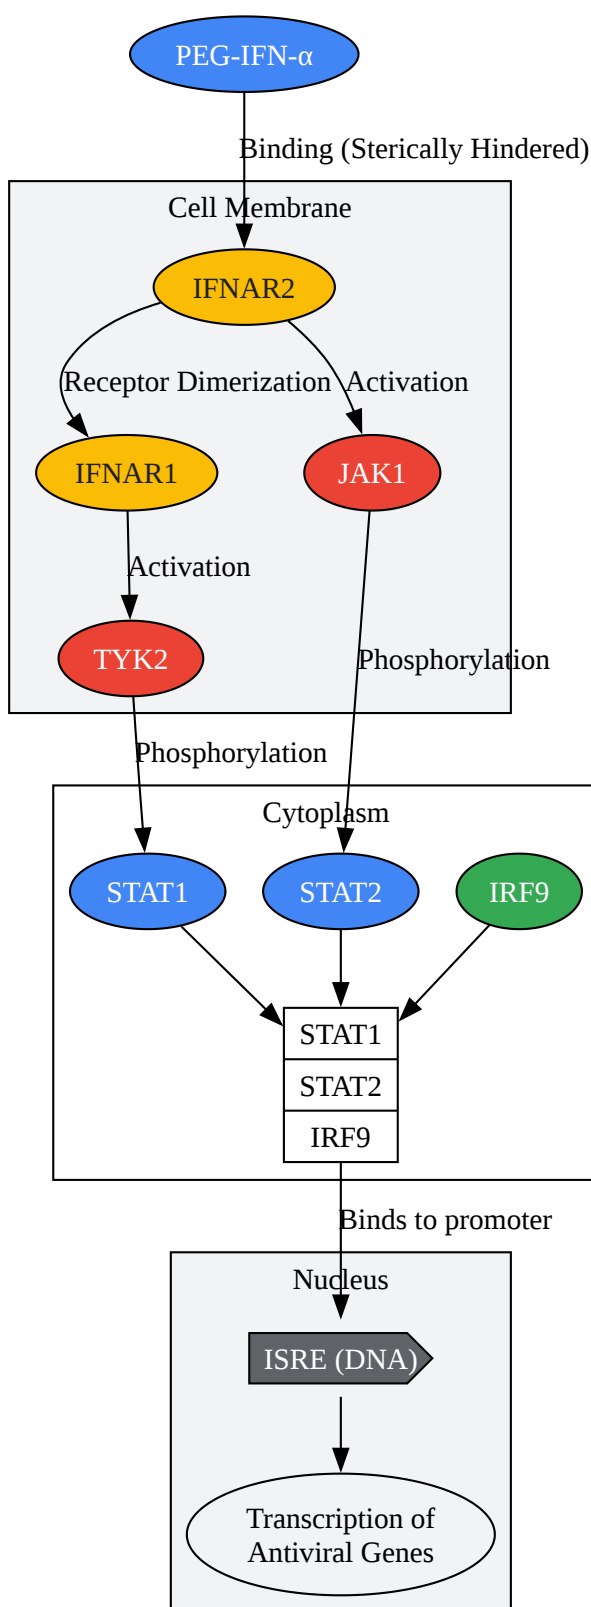 PEG-IFN-α
Binding (Sterically Hindered)
Cell Membrane
IFNAR2
Receptor Dimerization
Activation
IFNAR1
JAK1
Activation
TYK2
Phosphorylation
Phosphorylation
Cytoplasm
STAT1
STAT2
IRF9
STAT1
STAT2
IRF9
Binds to promoter
Nucleus
ISRE (DNA)
Transcription of
Antiviral Genes